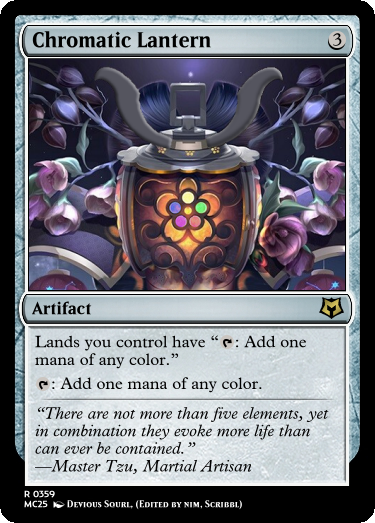 Chromatic Lantern 3
Artifact
Lands you control have “: Add one
mana of any color.”
: Add one mana of any color.
“There are not more than five elements, yet
in combination they evoke more life than
can ever be contained.”
—Master Tzu, Martial Artisan
R 0359
MC25 Devious Sourl, (Edited by nim, Scribbl)